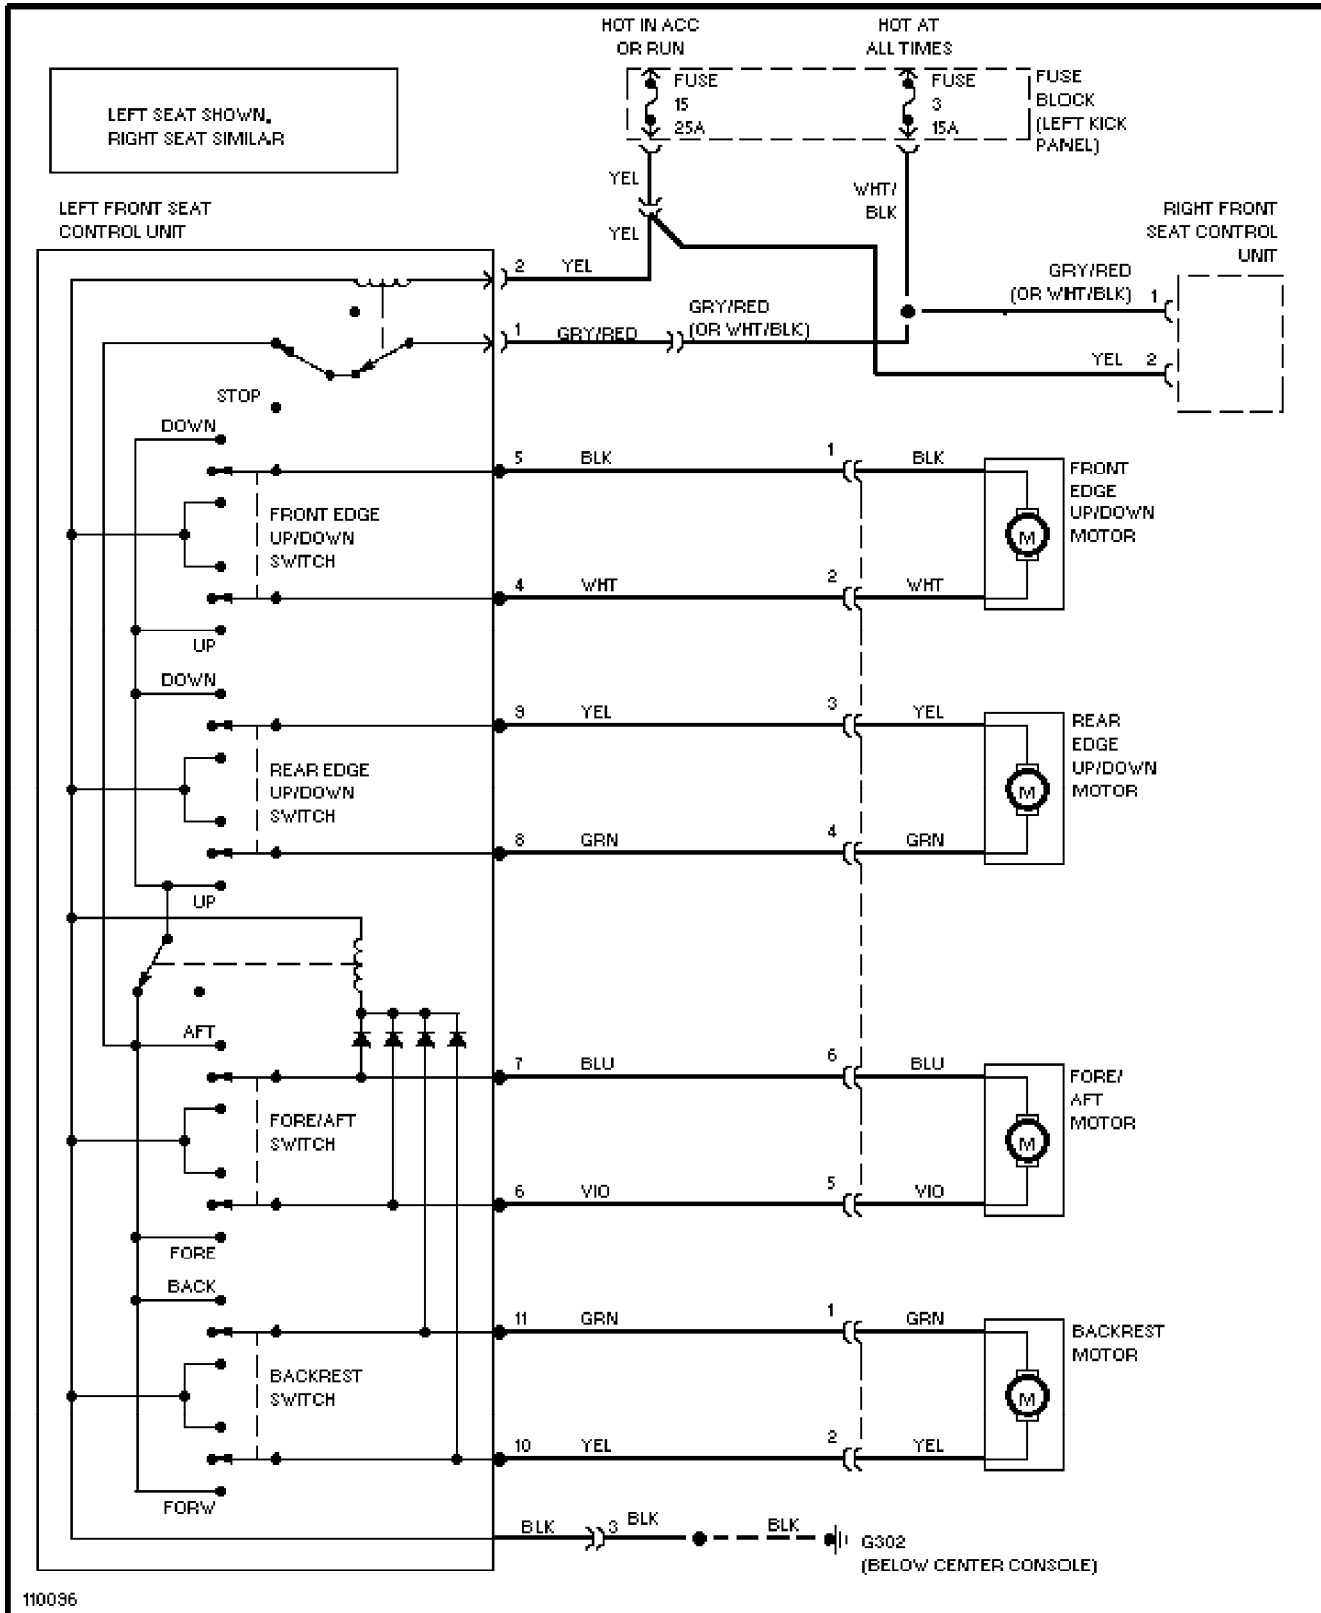 HOT IN ACC
OR RUN
HOT AT
ALL TIMES
FUSE
15
25A
FUSE
3
15A
FUSE
BLOCK
(LEFT KICK
PANEL)
LEFT SEAT SHOWN,
RIGHT SEAT SIMILAR
YEL
WHT/
BLK
YEL
LEFT FRONT SEAT
CONTROL UNIT
RIGHT FRONT
SEAT CONTROL
UNIT
2 YEL
GRY/RED
(OR WHT/BLK) 1
1 GRY/RED
GRY/RED
(OR WHT/BLK)
YEL 2
STOP
DOWN
5 BLK 1 BLK
FRONT
EDGE
UP/DOWN
MOTOR
FRONT EDGE
UP/DOWN
SWITCH
4 WHT 2 WHT
UP
DOWN
9 YEL 3 YEL
REAR
EDGE
UP/DOWN
MOTOR
REAR EDGE
UP/DOWN
SWITCH
8 GRN 4 GRN
UP
M
M
AFT
7 BLU 6 BLU
FORE/
AFT
MOTOR
FORE/AFT
SWITCH
M
6 VIO 5 VIO
FORE
BACK
11 GRN 1 GRN
BACKREST
MOTOR
BACKREST
SWITCH
M
10 YEL 2 YEL
FORW
BLK 3 BLK BLK
G302
(BELOW CENTER CONSOLE)
110096